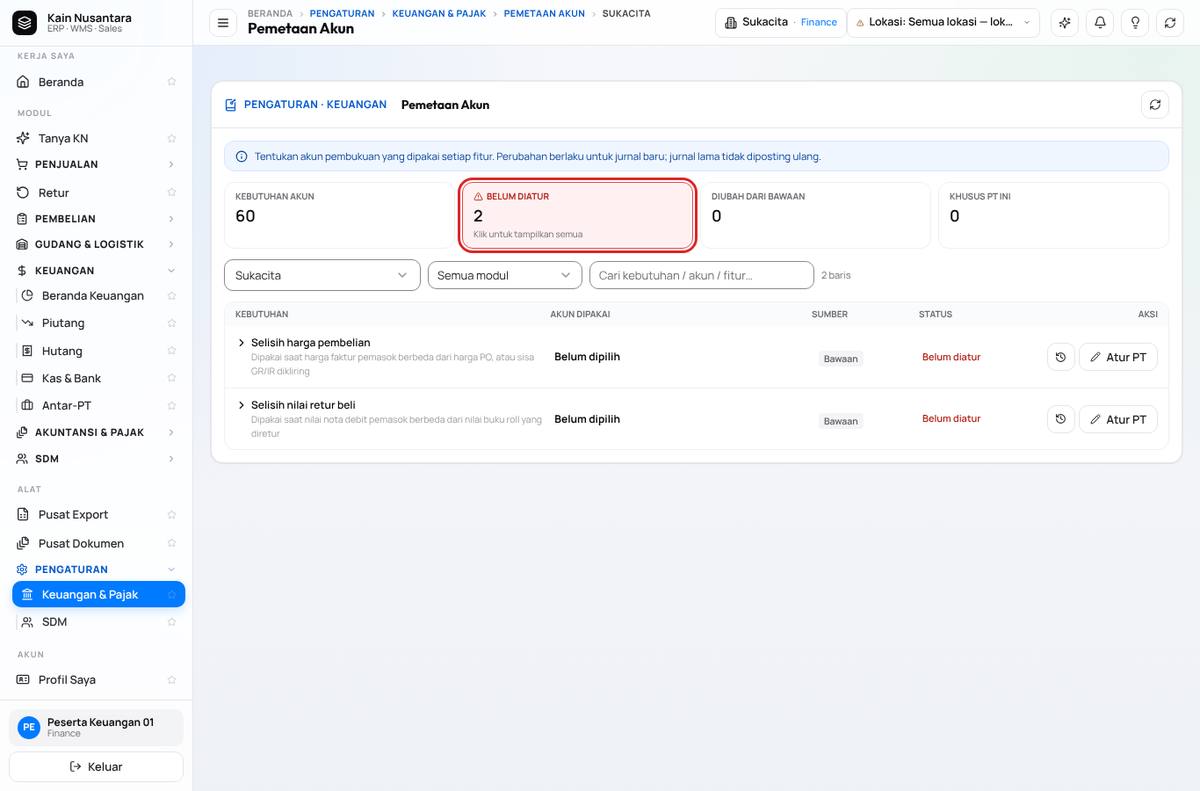 Kain Nusantara
ERP · WMS · Sales
KERJA SAYA
Beranda
MODUL
Tanya KN
PENJUALAN
Retur
PEMBELIAN
GUDANG & LOGISTIK
KEUANGAN
Beranda Keuangan
Piutang
Hutang
Kas & Bank
Antar-PT
AKUNTANSI & PAJAK
SDM
ALAT
Pusat Export
Pusat Dokumen
PENGATURAN
Keuangan & Pajak
SDM
AKUN
Profil Saya
PE
Peserta Keuangan 01
Finance
Keluar
BERANDA › PENGATURAN › KEUANGAN & PAJAK › PEMETAAN AKUN › SUKACITA
Pemetaan Akun
Sukacita · Finance
Lokasi: Semua lokasi — lok...
PENGATURAN · KEUANGAN Pemetaan Akun
Tentukan akun pembukuan yang dipakai setiap fitur. Perubahan berlaku untuk jurnal baru; jurnal lama tidak diposting ulang.
KEBUTUHAN AKUN
60
BELUM DIATUR
2
Klik untuk tampilkan semua
DIUBAH DARI BAWAAN
0
KHUSUS PT INI
0
Sukacita
Semua modul
Cari kebutuhan / akun / fitur...
2 baris
KEBUTUHAN AKUN DIPAKAI SUMBER STATUS AKSI
Selisih harga pembelian
Dipakai saat harga faktur pemasok berbeda dari harga PO, atau sisa
GR/IR dikliring
Belum dipilih
Bawaan
Belum diatur
Atur PT
Selisih nilai retur beli
Dipakai saat nilai nota debit pemasok berbeda dari nilai buku roll yang
diretur
Belum dipilih
Bawaan
Belum diatur
Atur PT